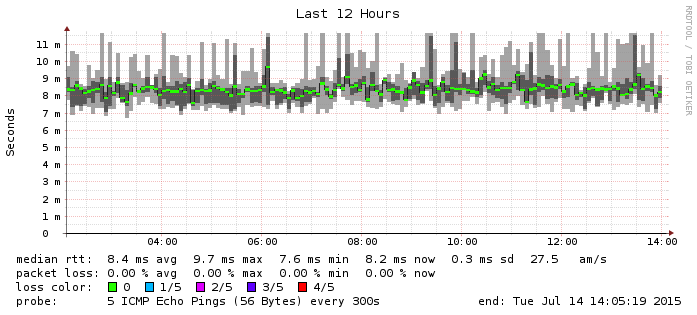 Last 12 Hours
RRDTOOL / TOBI OETIKER
Seconds
11 m
10 m
9 m
8 m
7 m
6 m
5 m
4 m
3 m
2 m
1 m
0
04:00 06:00 08:00 10:00 12:00 14:00
median rtt: 8.4 ms avg 9.7 ms max 7.6 ms min 8.2 ms now 0.3 ms sd 27.5 am/s
packet loss: 0.00 % avg 0.00 % max 0.00 % min 0.00 % now
loss color: 0 1/5 2/5 3/5 4/5
probe: 5 ICMP Echo Pings (56 Bytes) every 300s end: Tue Jul 14 14:05:19 2015